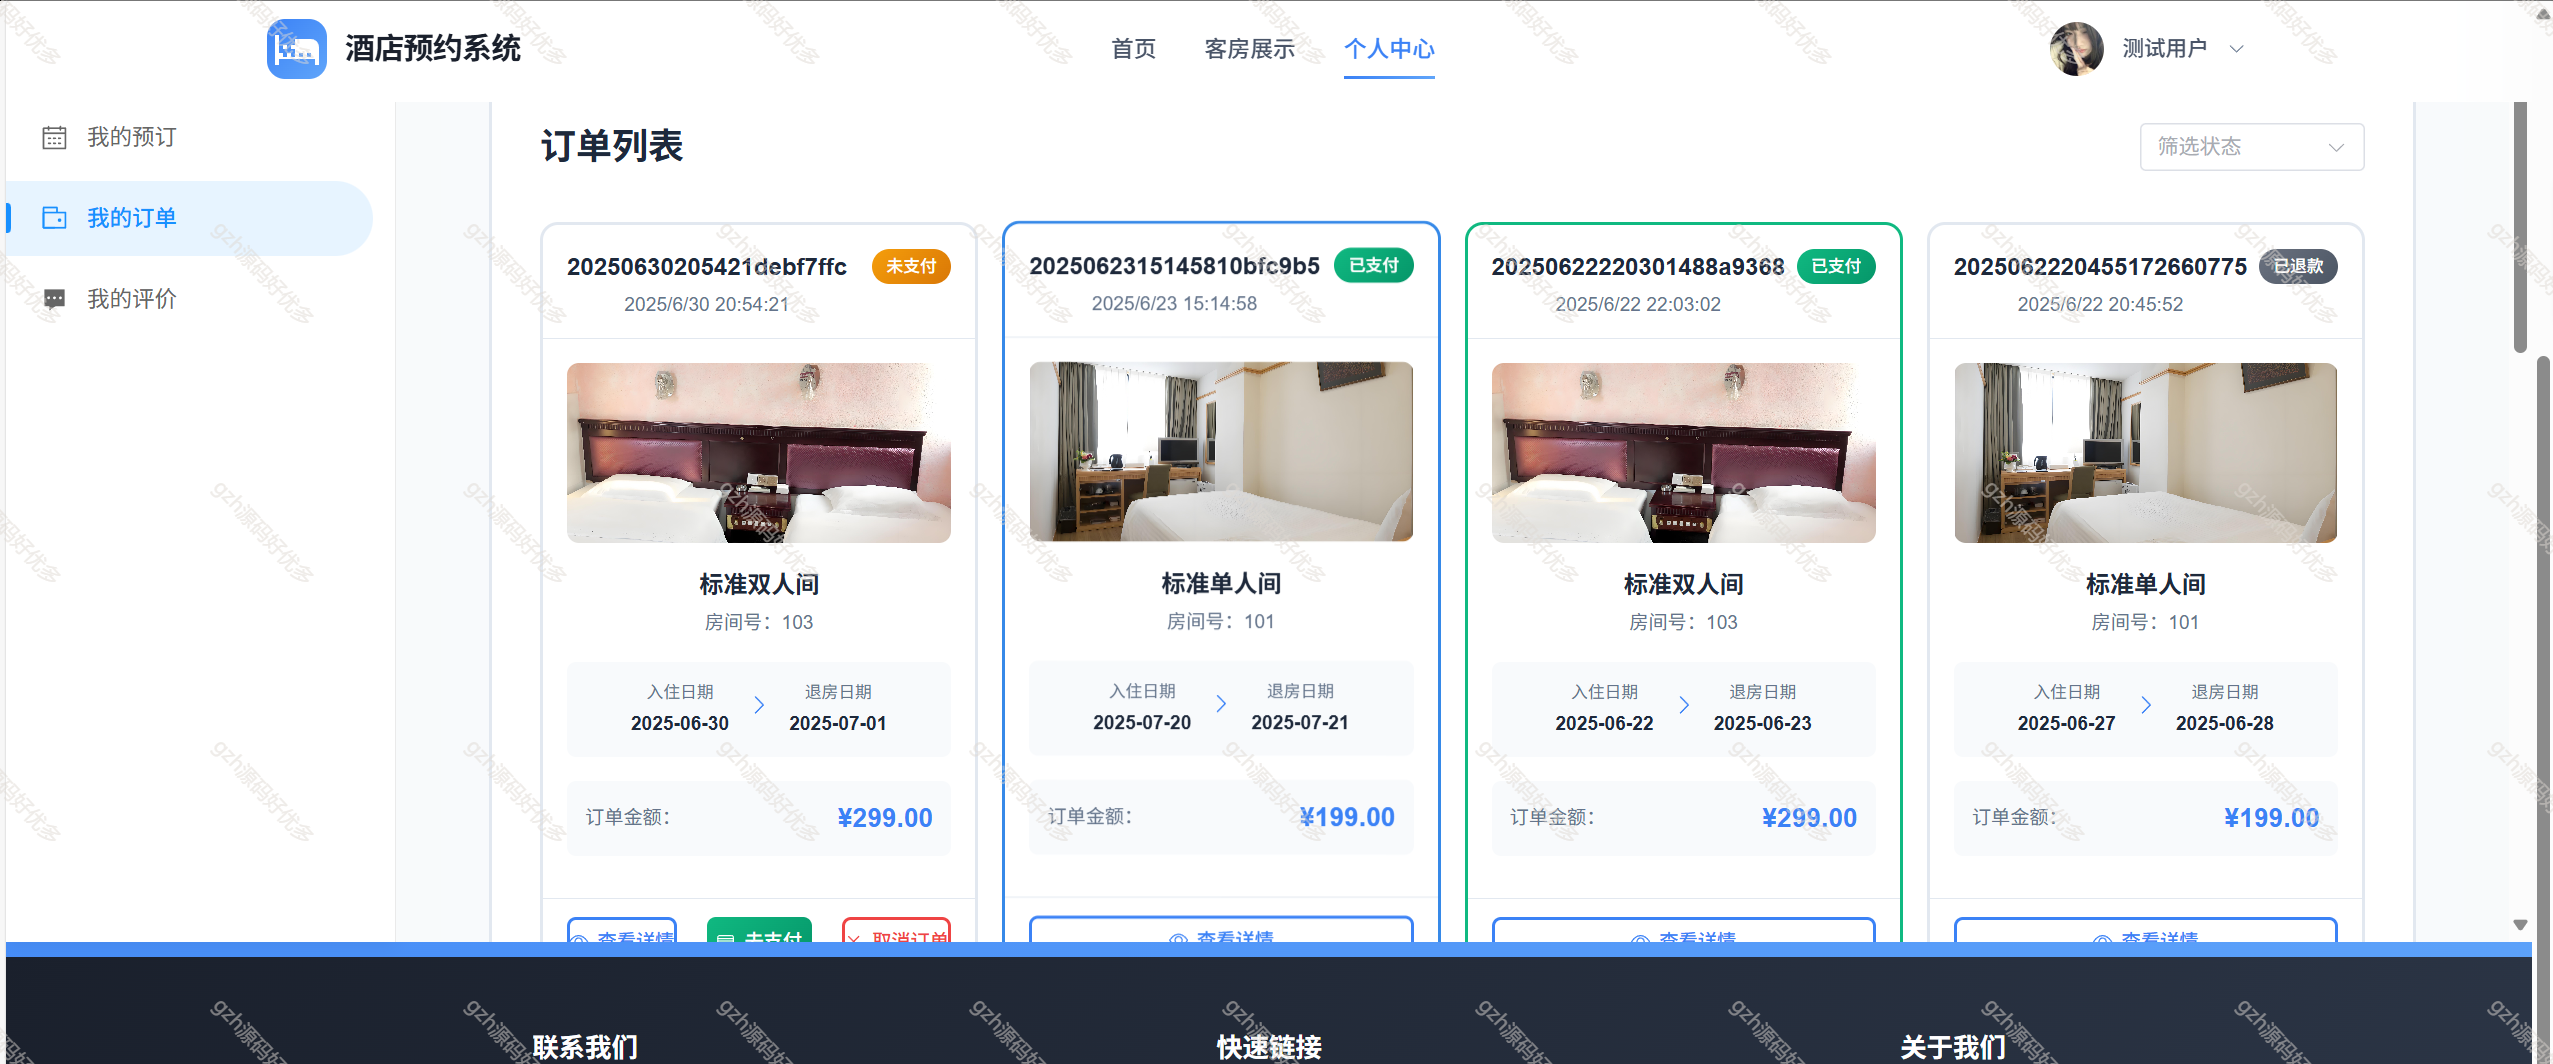 酒店预约系统
首页
客房展示
个人中心
测试用户
我的预订
我的订单
我的评价
订单列表
筛选状态
20250630205421debf7ffc
未支付
2025/6/30 20:54:21
标准双人间
房间号：103
入住日期
退房日期
2025-06-30
2025-07-01
订单金额：
¥299.00
查看详情
去支付
取消订单
2025062315145810bfc9b5
已支付
2025/6/23 15:14:58
标准单人间
房间号：101
入住日期
退房日期
2025-07-20
2025-07-21
订单金额：
¥199.00
查看详情
20250622220301488a9368
已支付
2025/6/22 22:03:02
标准双人间
房间号：103
入住日期
退房日期
2025-06-22
2025-06-23
订单金额：
¥299.00
查看详情
2025062220455172660775
已退款
2025/6/22 20:45:52
标准单人间
房间号：101
入住日期
退房日期
2025-06-27
2025-06-28
订单金额：
¥199.00
查看详情
联系我们
快速链接
关于我们
gzh源码好优多